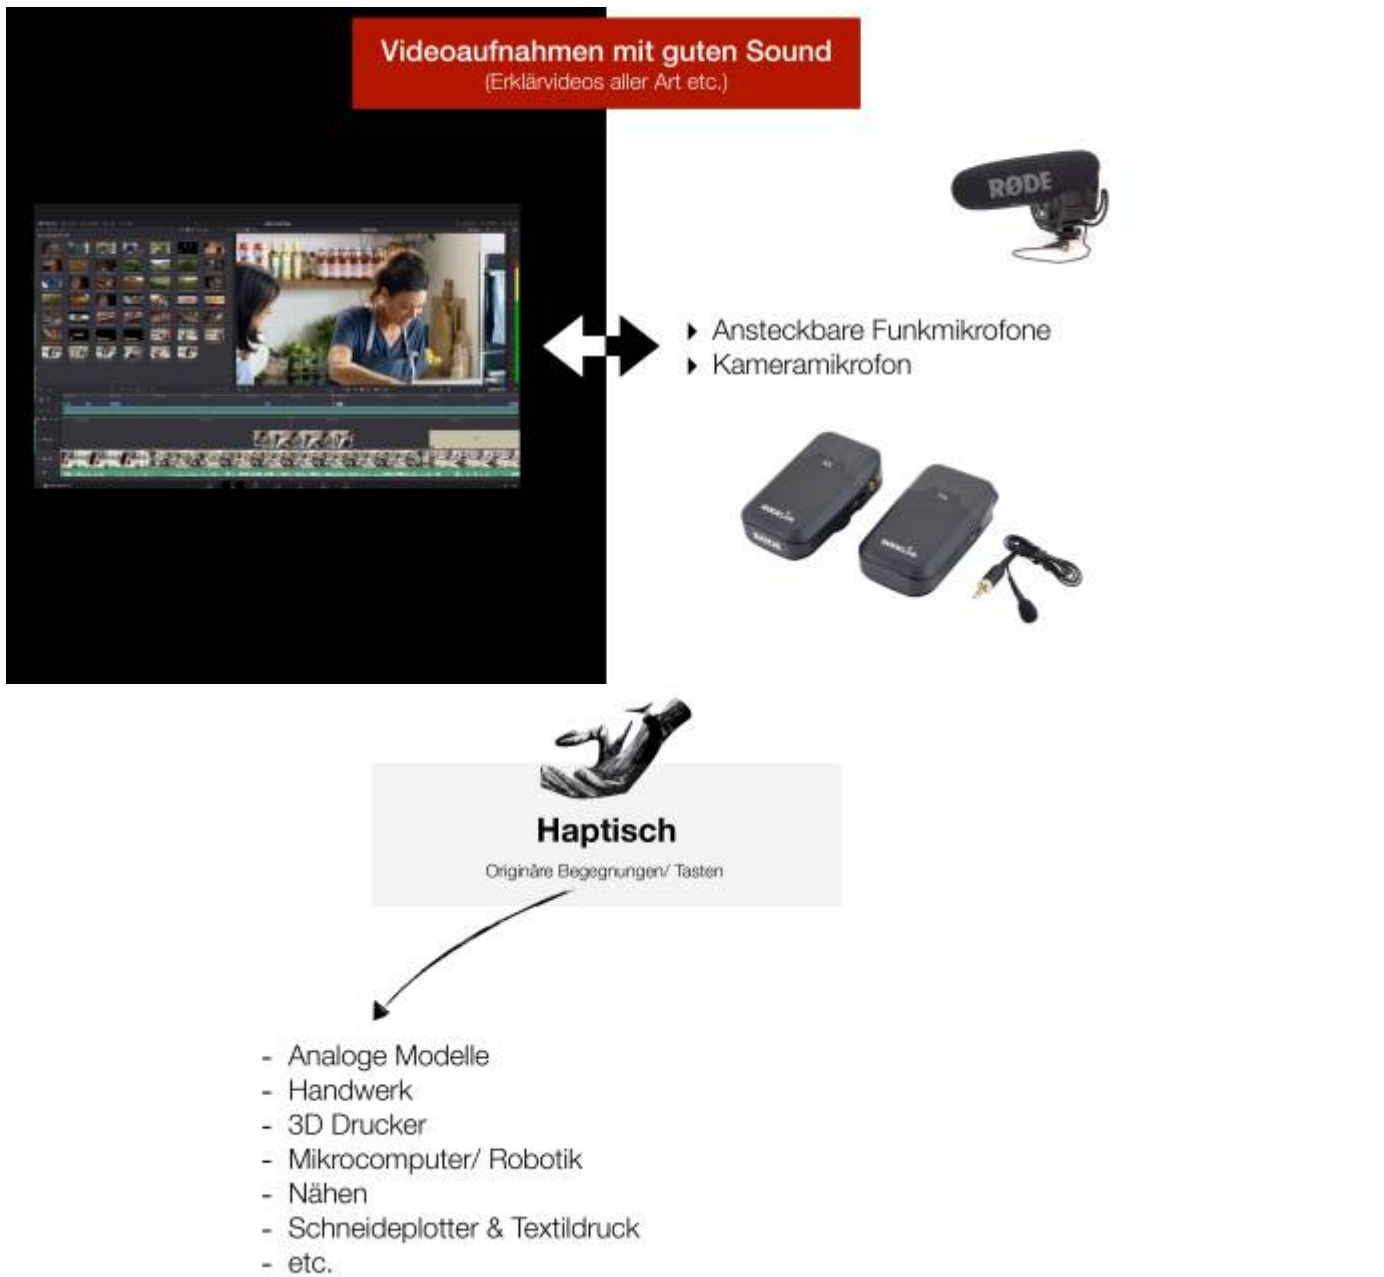 Videoaufnahmen mit guten Sound
(Erklärvideos aller Art etc.)
RØDE
Ansteckbare Funkmikrofone
Kameramikrofon
RØDE
Haptisch
Originäre Begegnungen/ Tasten
- Analoge Modelle
- Handwerk
- 3D Drucker
- Mikrocomputer/ Robotik
- Nähen
- Schneideplotter & Textildruck
- etc.